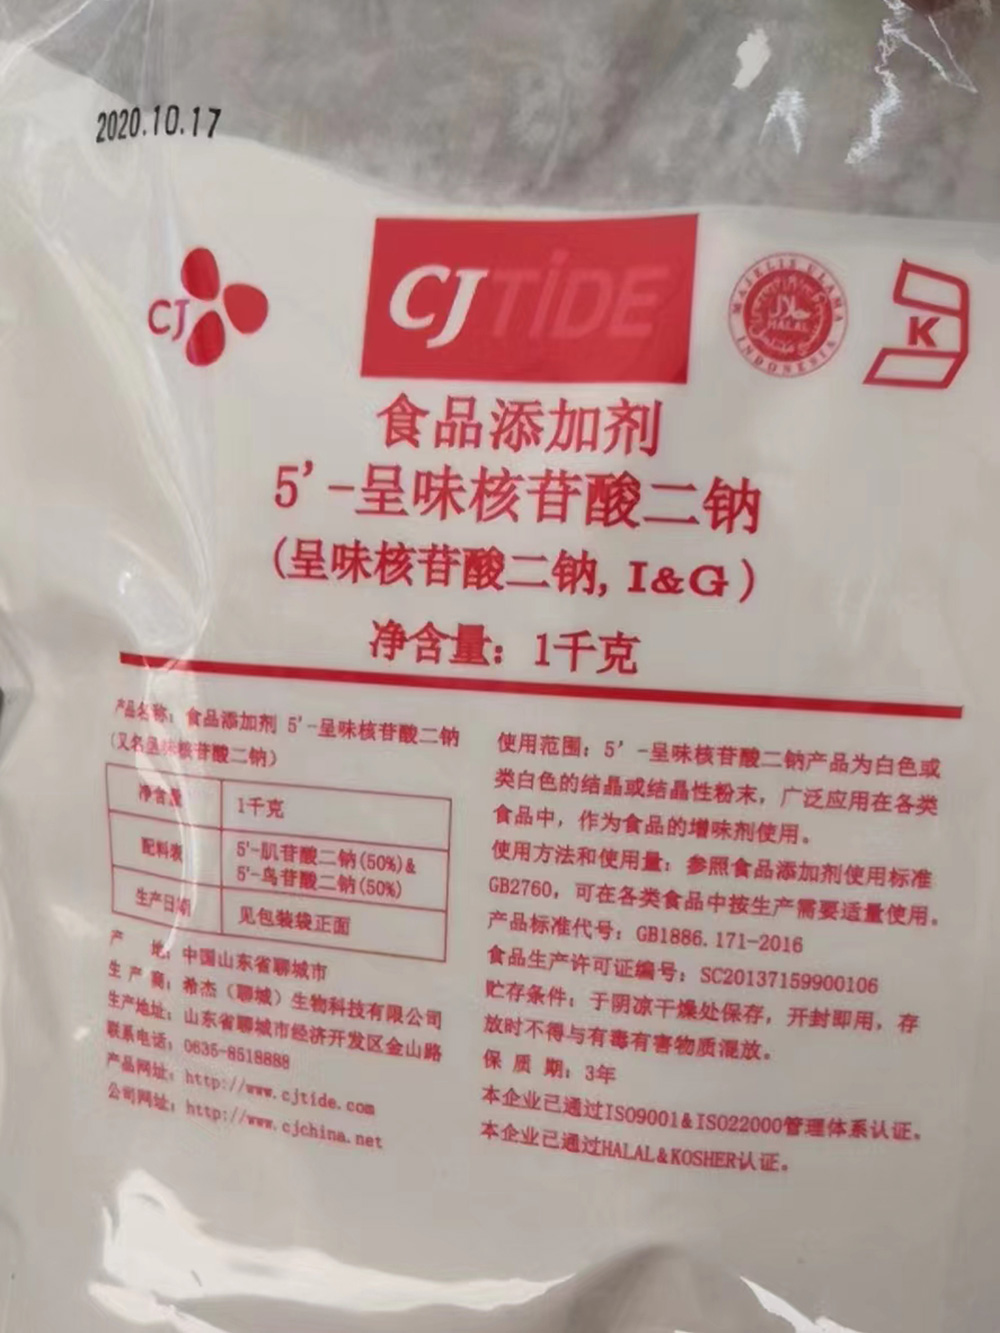 2020.10.17
CJ
CJTiDE
MAJELIS ULAMA
HALAL
INDONESIA
K
食品添加剂
5'-呈味核苷酸二钠
(呈味核苷酸二钠, I&G)
净含量：1千克
产品名称：食品添加剂 5'-呈味核苷酸二钠
(又名呈味核苷酸二钠)
净含量 1千克
配料表 5'-肌苷酸二钠(50%)&
5'-鸟苷酸二钠(50%)
生产日期 见包装袋正面
产 地：中国山东省聊城市
生 产 商：希杰（聊城）生物科技有限公司
生产地址：山东省聊城市经济开发区金山路
联系电话：0635-8518888
产品网址：http://www.cjtide.com
公司网址：http://www.cjchina.net
使用范围：5'-呈味核苷酸二钠产品为白色或
类白色的结晶或结晶性粉末，广泛应用在各类
食品中，作为食品的增味剂使用。
使用方法和使用量：参照食品添加剂使用标准
GB2760，可在各类食品中按生产需要适量使用。
产品标准代号：GB1886.171-2016
食品生产许可证编号：SC20137159900106
贮存条件：于阴凉干燥处保存，开封即用，存
放时不得与有毒有害物质混放。
保 质 期：3年
本企业已通过ISO9001&ISO22000管理体系认证。
本企业已通过HALAL&KOSHER认证。